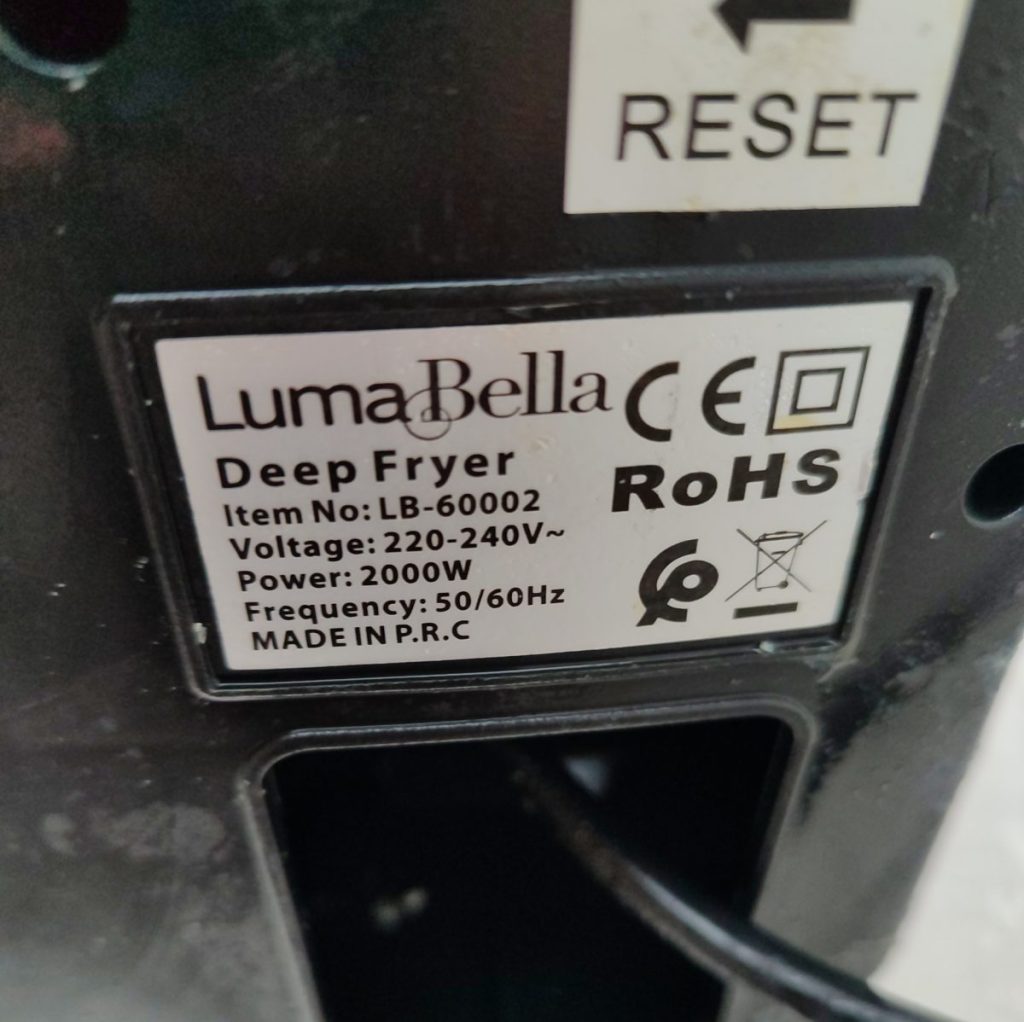 RESET
LumaBella
Deep Fryer
Item No: LB-60002
Voltage: 220-240V~
Power: 2000W
Frequency: 50/60Hz
MADE IN P.R.C
CE
RoHS